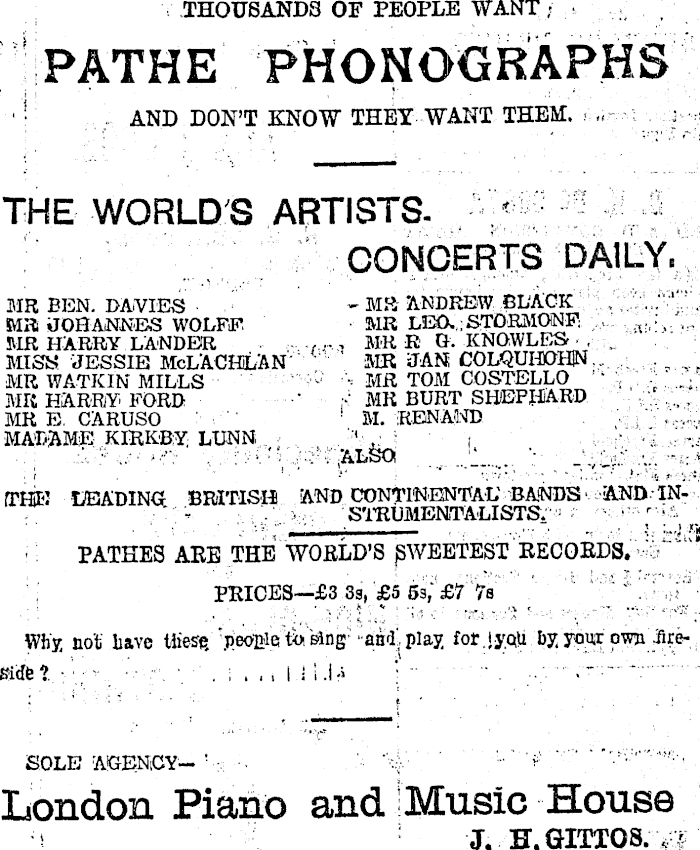 THOUSANDS OF PEOPLE WANT
PATHE PHONOGRAPHS
AND DON'T KNOW THEY WANT THEM.
THE WORLD'S ARTISTS.
CONCERTS DAILY.
MR BEN. DAVIES
MR JOHANNES WOLFF
MR HARRY LANDER
MISS JESSIE McLACHLAN
MR WATKIN MILLS
MR HARRY FORD
MR E. CARUSO
MADAME KIRKBY LUNN
MR ANDREW BLACK
MR LEO. STORMONF
MR R. G. KNOWLES
MR JAN COLQUHOHN
MR TOM COSTELLO
MR BURT SHEPHARD
M. RENAND
ALSO
THE LEADING BRITISH AND CONTINENTAL BANDS AND IN-
STRUMENTALISTS.
PATHES ARE THE WORLD'S SWEETEST RECORDS.
PRICES—£3 3s, £5 5s, £7 7s
Why not have these people to sing and play for you by your own fire-
side?
SOLE AGENCY—
London Piano and Music House
J. H. GITTOS.